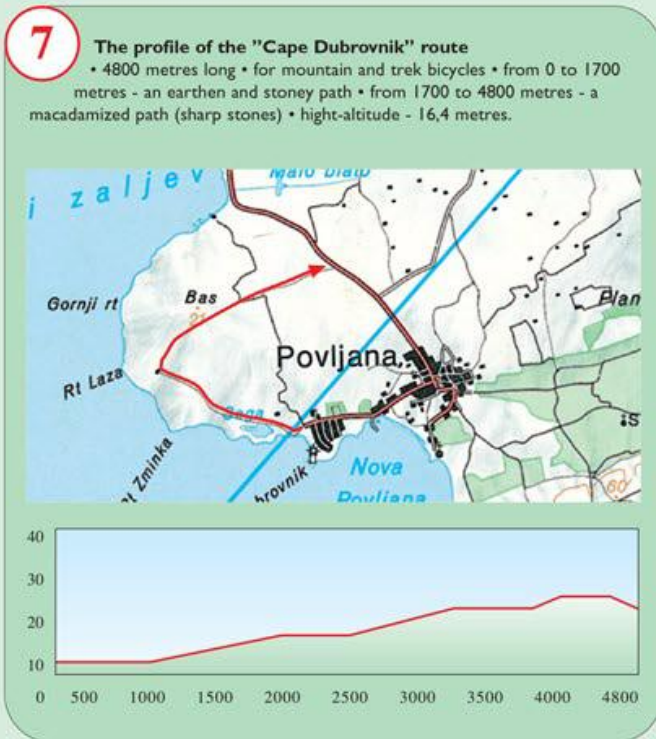 7
The profile of the ”Cape Dubrovnik” route
• 4800 metres long • for mountain and trek bicycles • from 0 to 1700
metres - an earthen and stoney path • from 1700 to 4800 metres - a
macadamized path (sharp stones) • hight-altitude - 16,4 metres.
Malo blato
i zaljev
Gornji rt
Bas
Plan
Povljana
Rt Laza
Rt Zminka
brovnik
Nova
Povljana
60
40
30
20
10
0 500 1000 1500 2000 2500 3000 3500 4000 4800